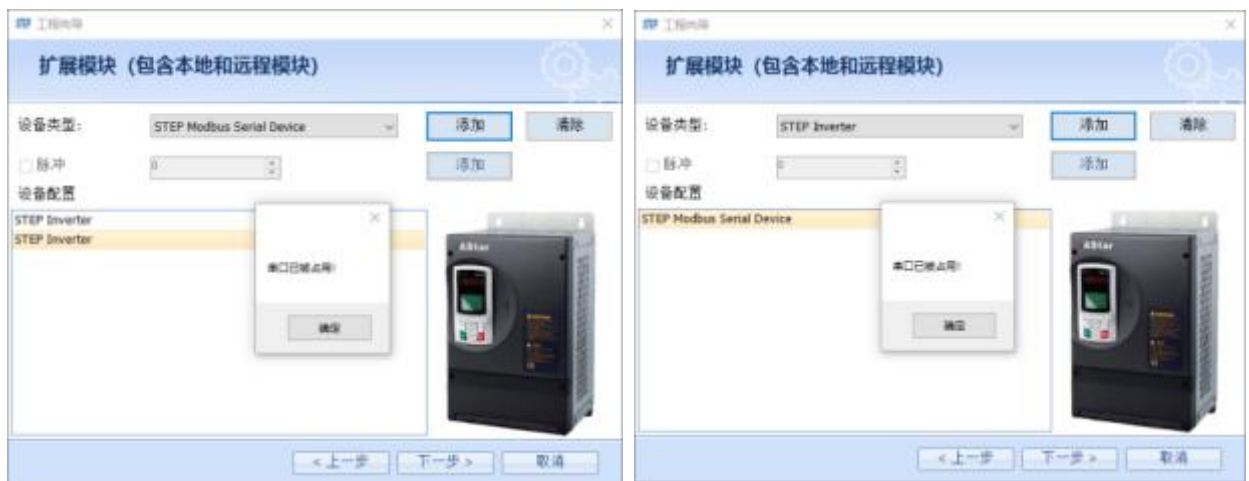 工程向导
扩展模块 (包含本地和远程模块)
设备类型:
STEP Modbus Serial Device
添加
清除
脉冲
0
添加
设备配置
STEP Inverter
STEP Inverter
串口已被占用!
确定
AStar
<上一步
下一步>
取消
工程向导
扩展模块 (包含本地和远程模块)
设备类型:
STEP Inverter
添加
清除
脉冲
0
添加
设备配置
STEP Modbus Serial Device
串口已被占用!
确定
AStar
<上一步
下一步>
取消